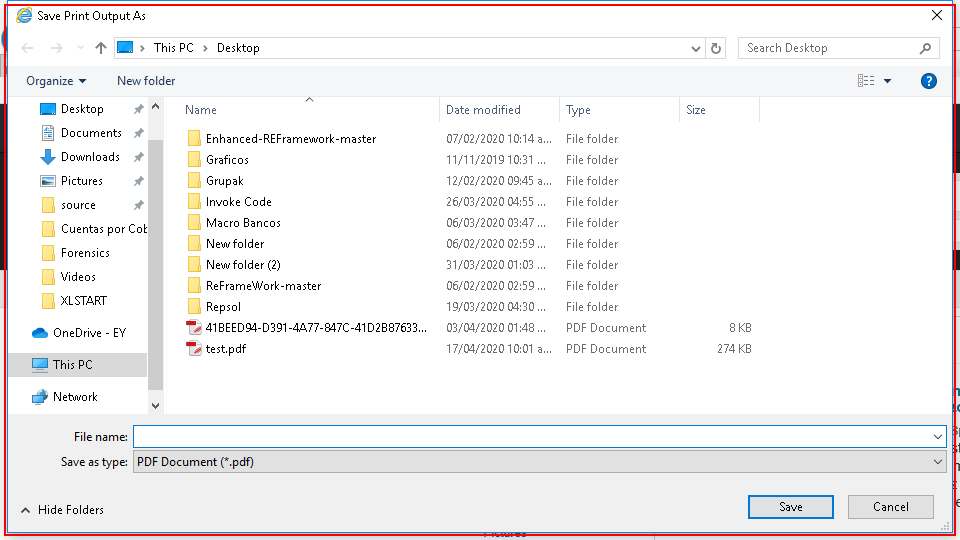 Save Print Output As
This PC > Desktop
Search Desktop
Organize
New folder
Desktop
Documents
Downloads
Pictures
source
Cuentas por Cob
Forensics
Videos
XLSTART
OneDrive - EY
This PC
Network
Name Date modified Type Size
Enhanced-REFramework-master 07/02/2020 10:14 a... File folder
Graficos 11/11/2019 10:31 ... File folder
Grupak 12/02/2020 09:45 a... File folder
Invoke Code 26/03/2020 04:55 ... File folder
Macro Bancos 06/03/2020 03:47 ... File folder
New folder 06/02/2020 02:59 ... File folder
New folder (2) 31/03/2020 01:03 ... File folder
ReFrameWork-master 06/02/2020 02:59 ... File folder
Repsol 19/03/2020 04:30 ... File folder
41BEED94-D391-4A77-847C-41D2B87633... 03/04/2020 01:48 ... PDF Document 8 KB
test.pdf 17/04/2020 10:01 a... PDF Document 274 KB
File name:
Save as type: PDF Document (*.pdf)
Hide Folders
Save
Cancel